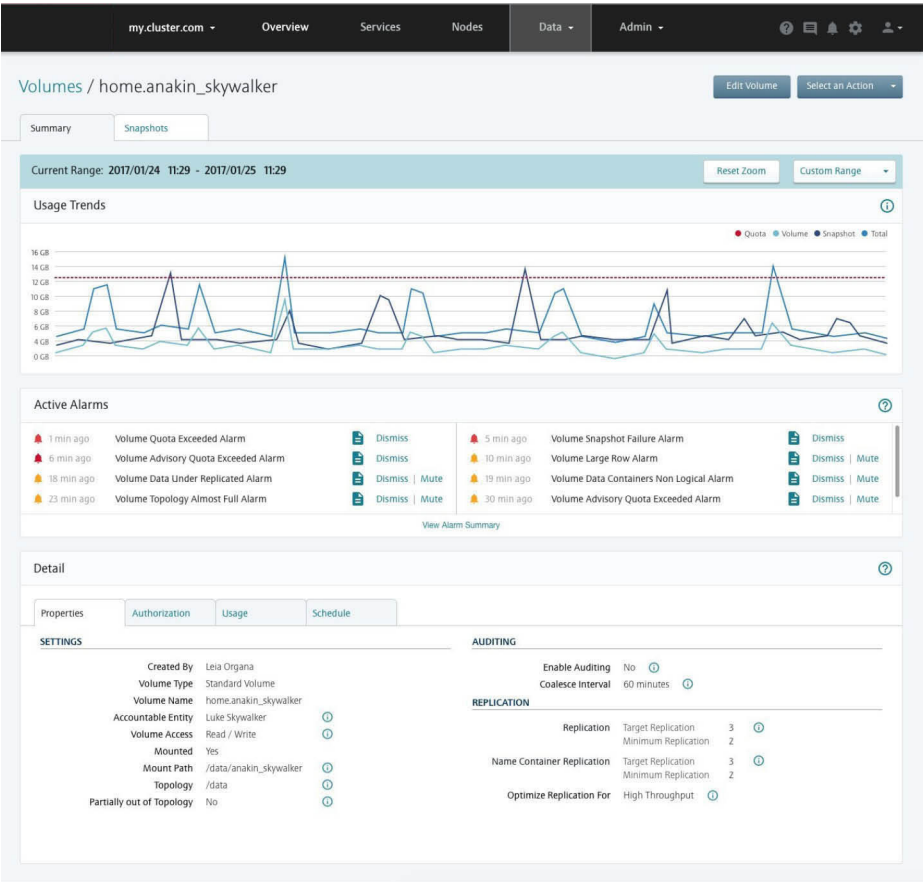 my.cluster.com Overview Services Nodes Data Admin
Volumes / home.anakin_skywalker
Edit Volume Select an Action
Summary Snapshots
Current Range: 2017/01/24 11:29 - 2017/01/25 11:29
Reset Zoom Custom Range
Usage Trends
Quota Volume Snapshot Total
16 GB
14 GB
12 GB
10 GB
8 GB
6 GB
4 GB
0 GB
Active Alarms
1 min ago Volume Quota Exceeded Alarm Dismiss
6 min ago Volume Advisory Quota Exceeded Alarm Dismiss
18 min ago Volume Data Under Replicated Alarm Dismiss | Mute
23 min ago Volume Topology Almost Full Alarm Dismiss | Mute
5 min ago Volume Snapshot Failure Alarm Dismiss
10 min ago Volume Large Row Alarm Dismiss | Mute
19 min ago Volume Data Containers Non Logical Alarm Dismiss | Mute
30 min ago Volume Advisory Quota Exceeded Alarm Dismiss | Mute
View Alarm Summary
Detail
Properties Authorization Usage Schedule
SETTINGS
Created By Leia Organa
Volume Type Standard Volume
Volume Name home.anakin_skywalker
Accountable Entity Luke Skywalker
Volume Access Read / Write
Mounted Yes
Mount Path /data/anakin_skywalker
Topology /data
Partially out of Topology No
AUDITING
Enable Auditing No
Coalesce Interval 60 minutes
REPLICATION
Replication Target Replication 3
Minimum Replication 2
Name Container Replication Target Replication 3
Minimum Replication 2
Optimize Replication For High Throughput